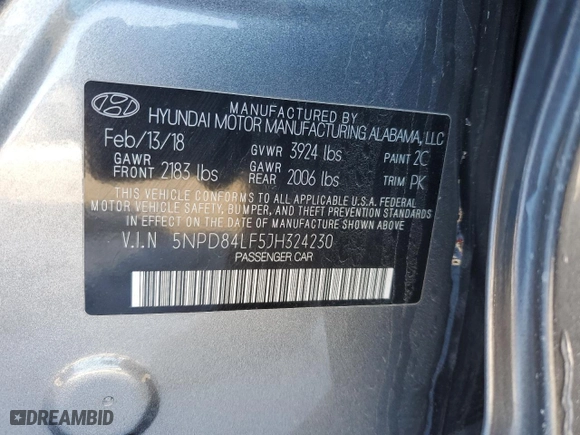 MANUFACTURED BY
HYUNDAI MOTOR MANUFACTURING ALABAMA, LLC
Feb/13/18 GVWR 3924 lbs PAINT 2C
GAWR FRONT 2183 lbs GAWR REAR 2006 lbs TRIM PK
THIS VEHICLE CONFORMS TO ALL APPLICABLE U.S.A. FEDERAL
MOTOR VEHICLE SAFETY, BUMPER, AND THEFT PREVENTION STANDARDS
IN EFFECT ON THE DATE OF MANUFACTURE SHOWN ABOVE.
V.I.N 5NPD84LF5JH324230
PASSENGER CAR
DREAMBID